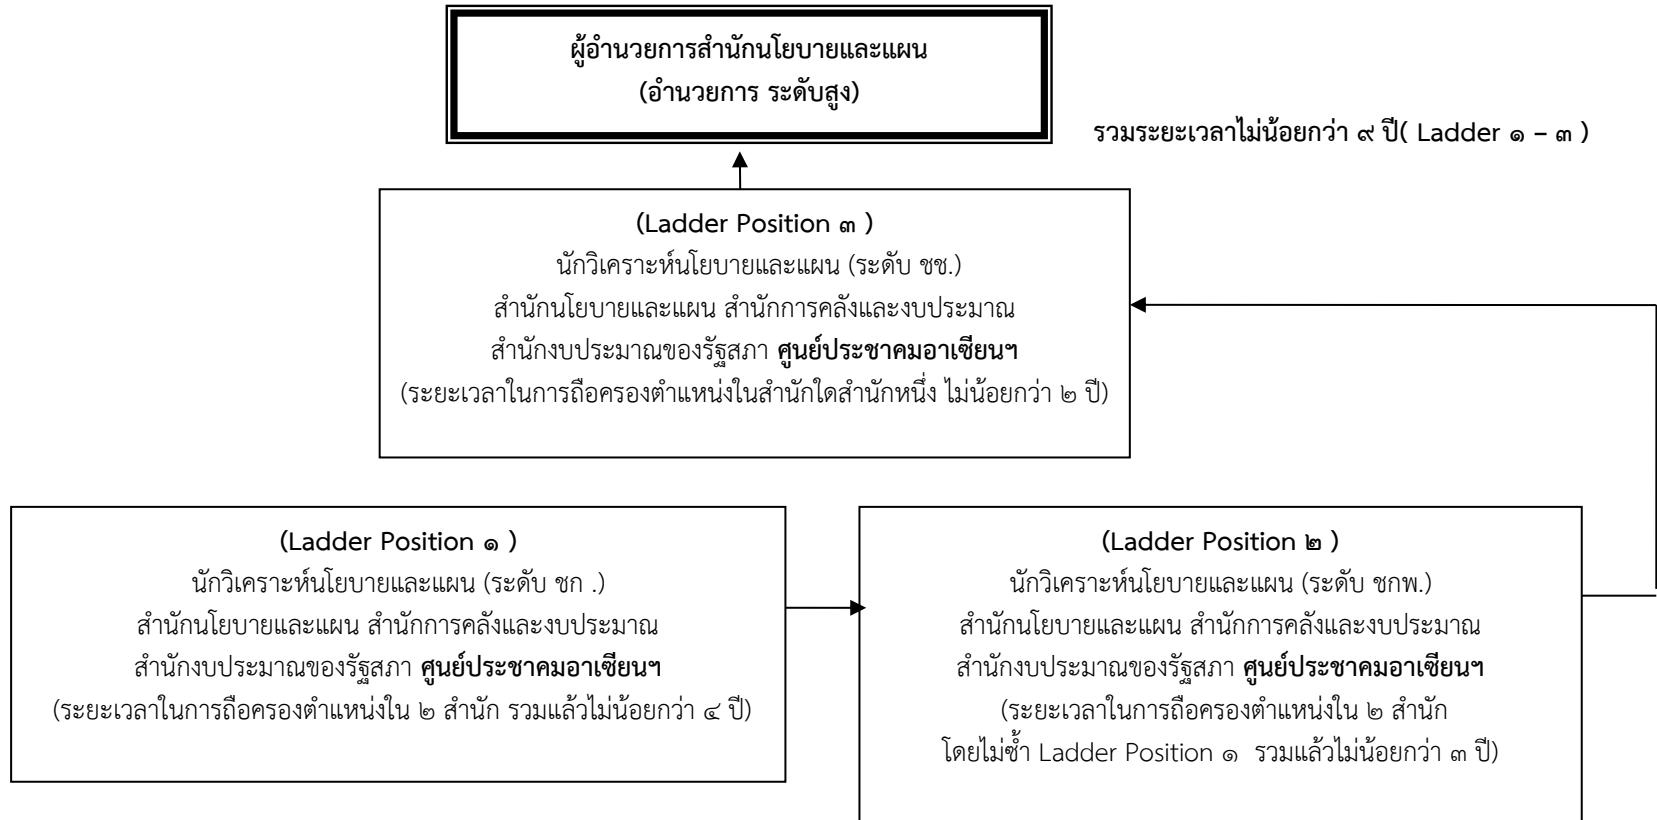 ผู้อำนวยการสำนักนโยบายและแผน
(อำนวยการ ระดับสูง)
รวมระยะเวลาไม่น้อยกว่า ๙ ปี( Ladder ๑ – ๓ )
(Ladder Position ๓ )
นักวิเคราะห์นโยบายและแผน (ระดับ ชช.)
สำนักนโยบายและแผน สำนักการคลังและงบประมาณ
สำนักงบประมาณของรัฐสภา ศูนย์ประชาคมอาเซียนฯ
(ระยะเวลาในการถือครองตำแหน่งในสำนักใดสำนักหนึ่ง ไม่น้อยกว่า ๒ ปี)
(Ladder Position ๑ )
นักวิเคราะห์นโยบายและแผน (ระดับ ชก .)
สำนักนโยบายและแผน สำนักการคลังและงบประมาณ
สำนักงบประมาณของรัฐสภา ศูนย์ประชาคมอาเซียนฯ
(ระยะเวลาในการถือครองตำแหน่งใน ๒ สำนัก รวมแล้วไม่น้อยกว่า ๔ ปี)
(Ladder Position ๒ )
นักวิเคราะห์นโยบายและแผน (ระดับ ชกพ.)
สำนักนโยบายและแผน สำนักการคลังและงบประมาณ
สำนักงบประมาณของรัฐสภา ศูนย์ประชาคมอาเซียนฯ
(ระยะเวลาในการถือครองตำแหน่งใน ๒ สำนัก
โดยไม่ซ้ำ Ladder Position ๑ รวมแล้วไม่น้อยกว่า ๓ ปี)